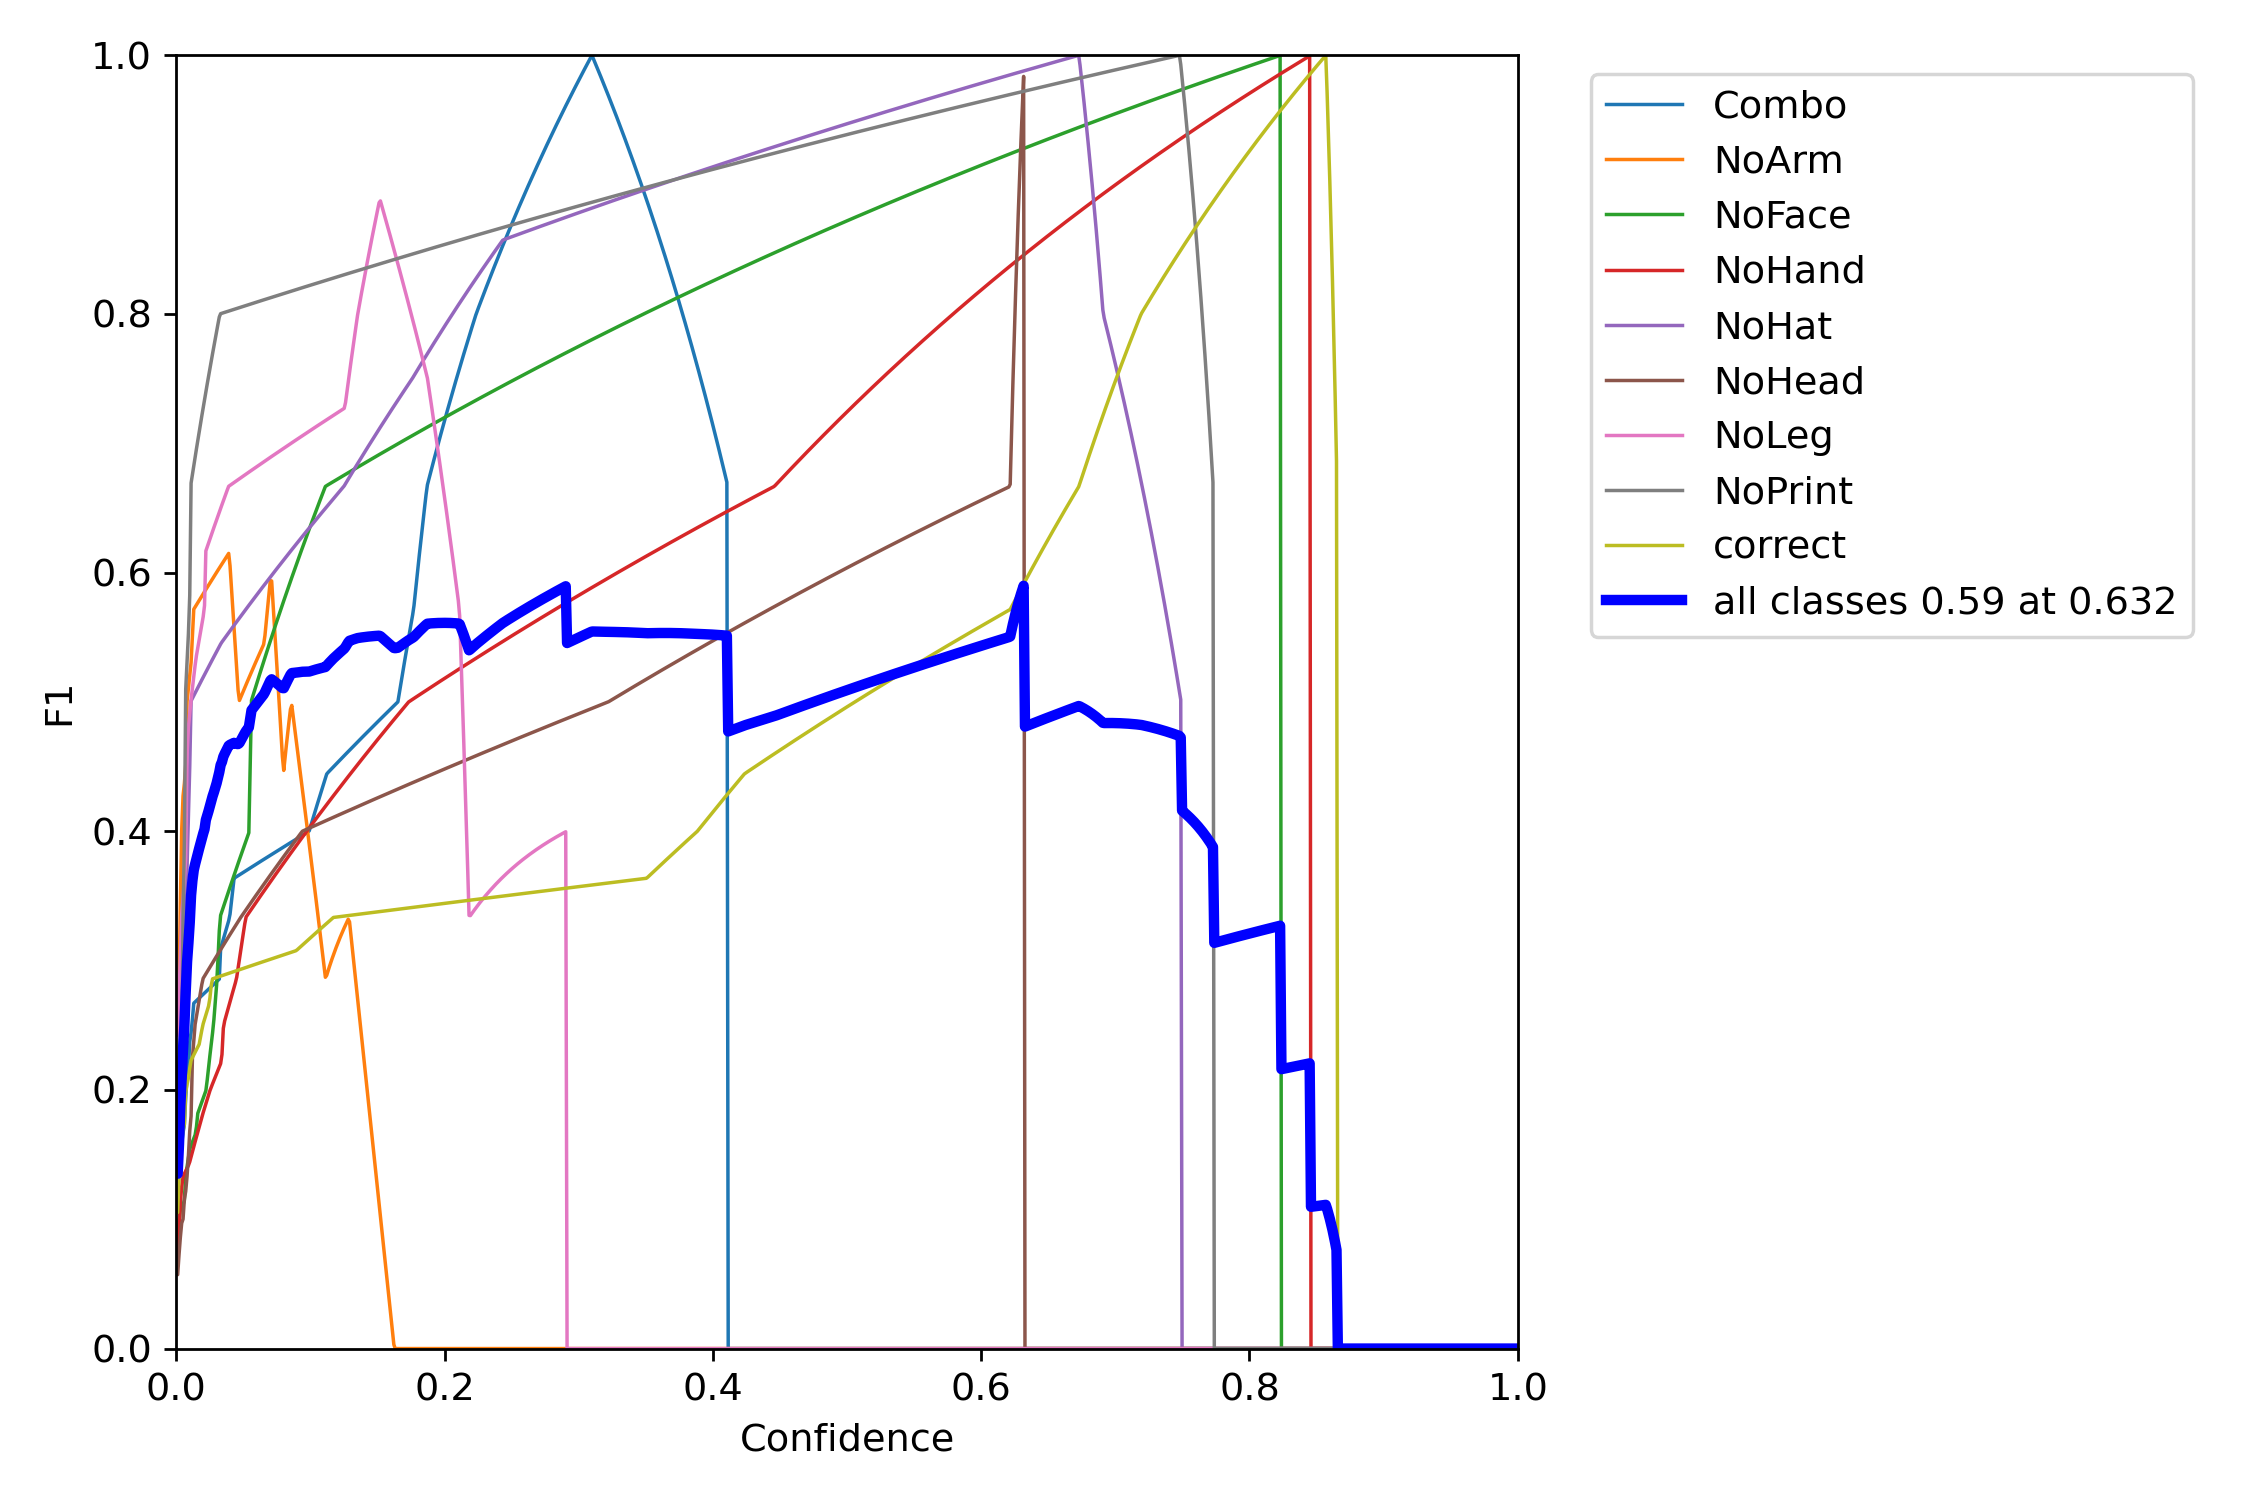 1.0
0.8
0.6
0.4
0.2
0.0
F1
0.0 0.2 0.4 0.6 0.8 1.0
Confidence
Combo
NoArm
NoFace
NoHand
NoHat
NoHead
NoLeg
NoPrint
correct
all classes 0.59 at 0.632